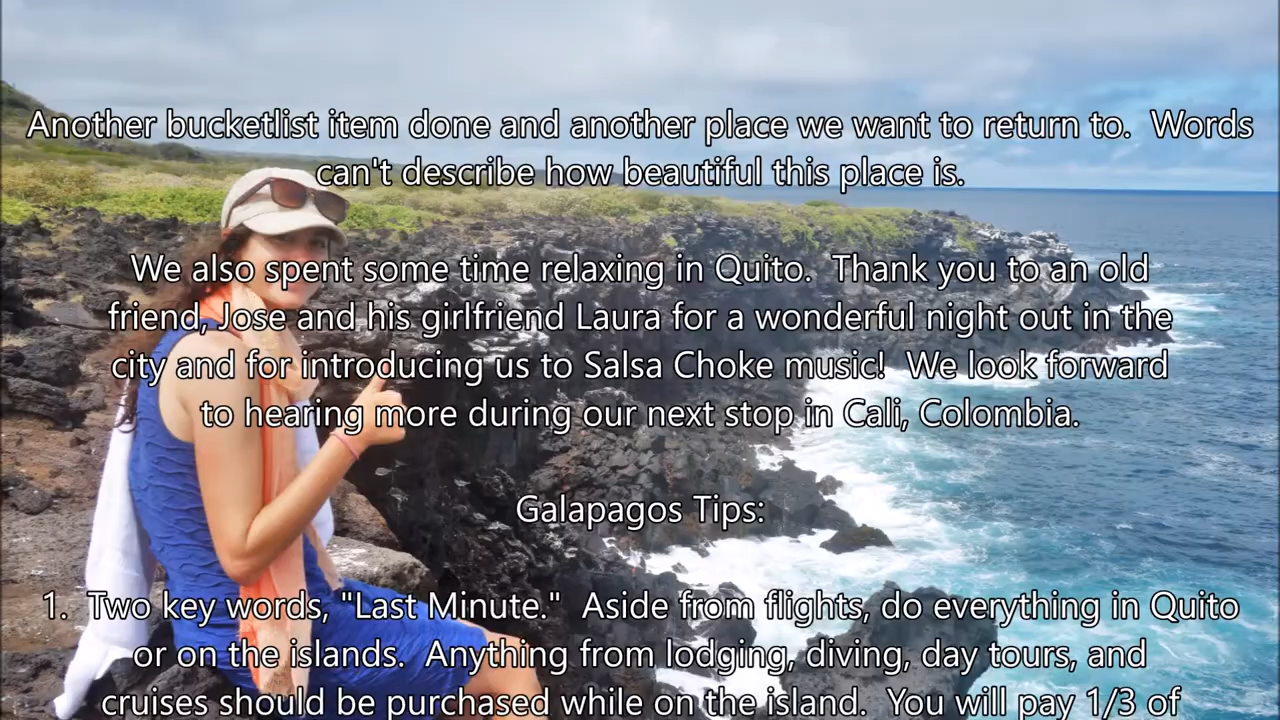 Another bucketlist item done and another place we want to return to.  Words
can't describe how beautiful this place is.
We also spent some time relaxing in Quito.  Thank you to an old
friend, Jose and his girlfriend Laura for a wonderful night out in the
city and for introducing us to Salsa Choke music!  We look forward
to hearing more during our next stop in Cali, Colombia.
Galapagos Tips:
1.  Two key words, "Last Minute."  Aside from flights, do everything in Quito
or on the islands.  Anything from lodging, diving, day tours, and
cruises should be purchased while on the island.  You will pay 1/3 of